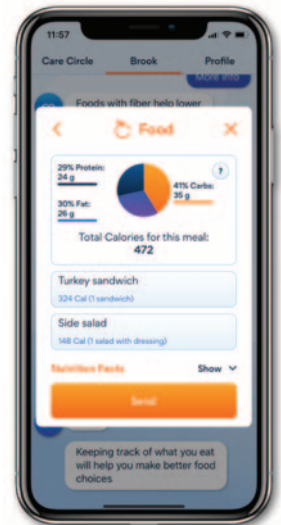 11:57
Care Circle Brook Profile
More Info
Foods with fiber help lower
Food
29% Protein:
24 g
?
41% Carbs:
35 g
30% Fat:
26 g
Total Calories for this meal:
472
Turkey sandwich
324 Cal (1 sandwich)
Side salad
148 Cal (1 salad with dressing)
Nutrition Facts Show
Send
Keeping track of what you eat
will help you make better food
choices